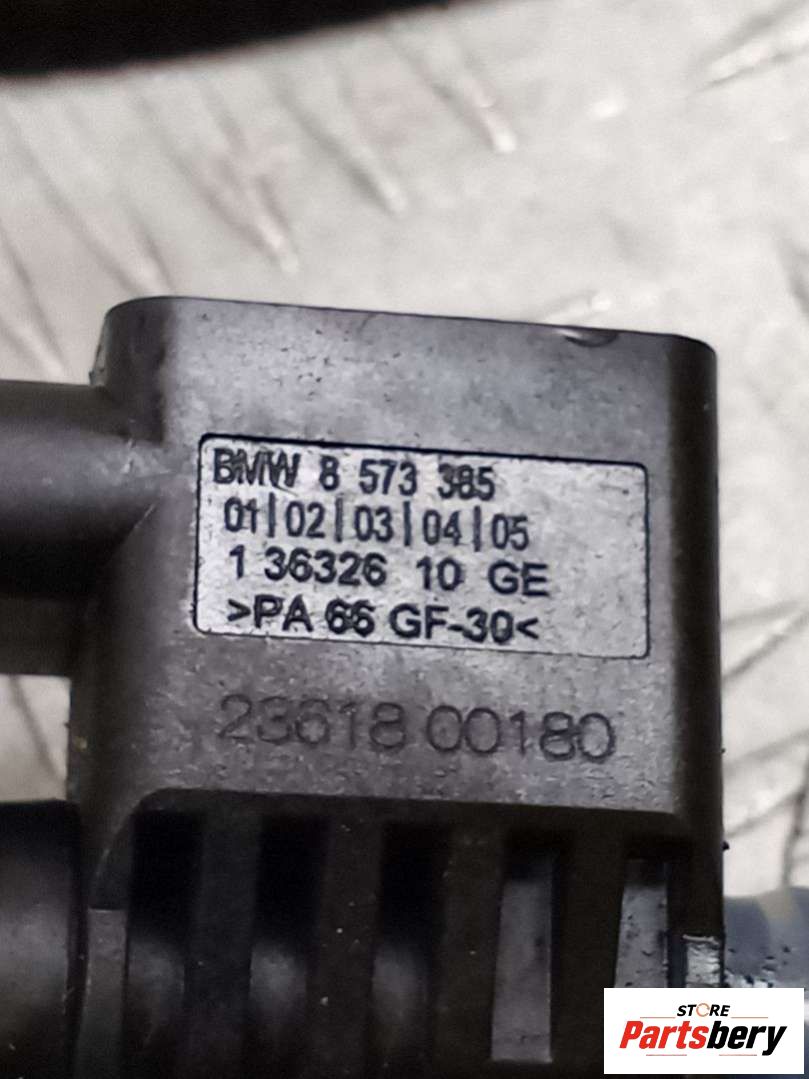 BMW 8 573 385
01|02|03|04|05
1 36326 10 GE
>PA 66 GF-30<
23618 00180
STORE
Partsbery